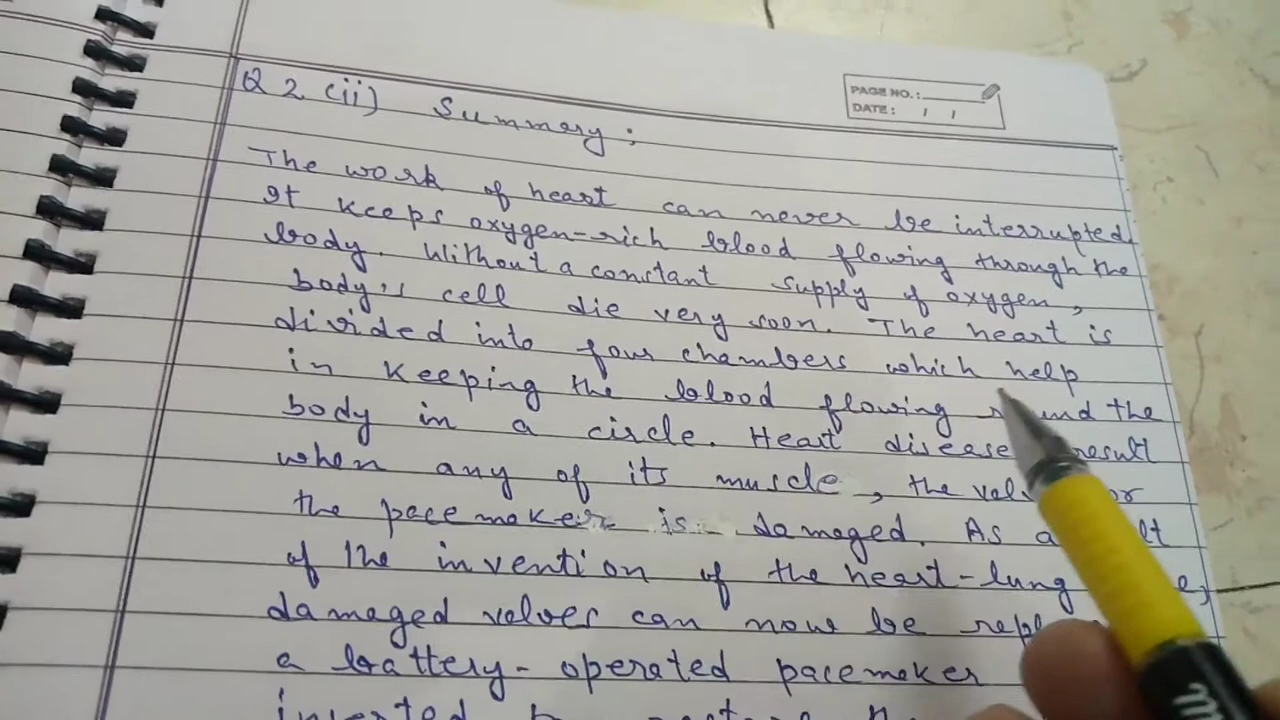 PAGE NO.:
DATE: / /
Q 2 (ii) Summary:
The work of heart can never be interrupted.
It keeps oxygen-rich blood flowing through the
body. Without a constant supply of oxygen,
body's cell die very soon. The heart is
divided into four chambers which help
in keeping the blood flowing the
body in a circle. Heart disease result
when any of its muscle, the or
the pacemaker is damaged. As a
of the invention of the heart-lung
damaged valves can now be
a battery-operated pacemaker